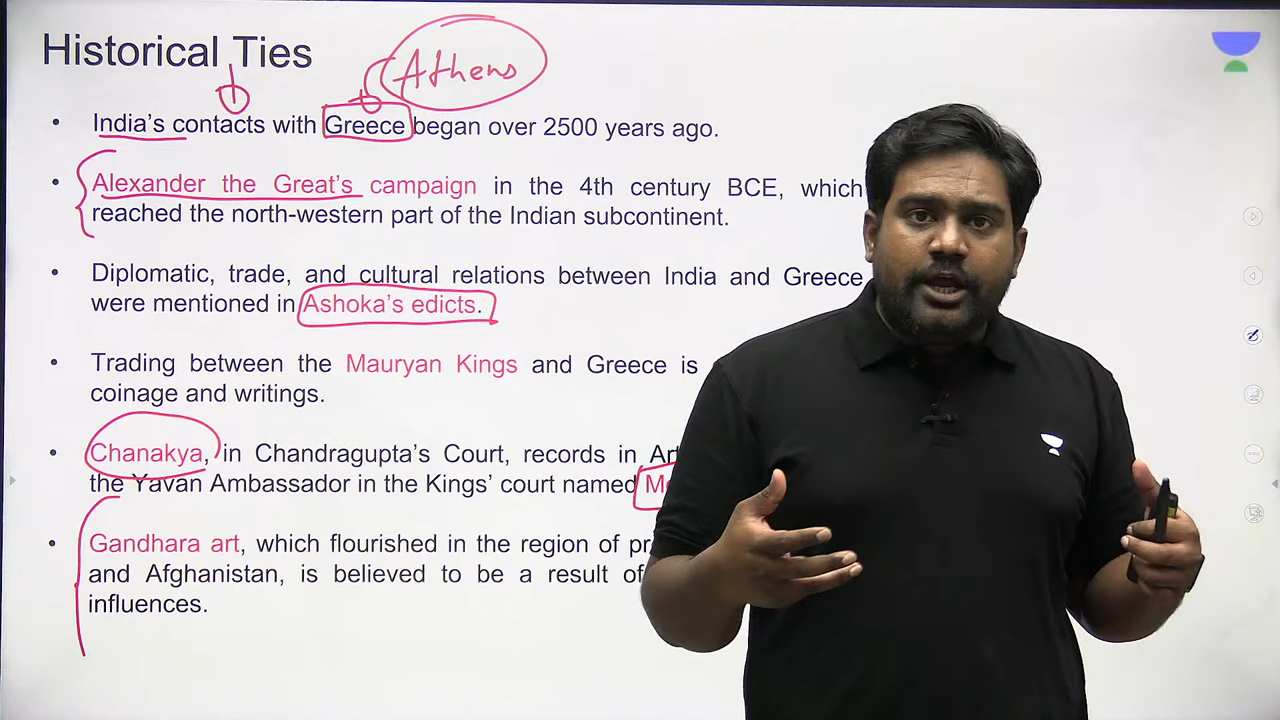 Historical Ties
Athens
• India's contacts with Greece began over 2500 years ago.
• Alexander the Great's campaign in the 4th century BCE, which
reached the north-western part of the Indian subcontinent.
• Diplomatic, trade, and cultural relations between India and Greece
were mentioned in Ashoka's edicts.
• Trading between the Mauryan Kings and Greece is
coinage and writings.
• Chanakya, in Chandragupta's Court, records in
the Yavan Ambassador in the Kings' court named
• Gandhara art, which flourished in the region of
and Afghanistan, is believed to be a result of
influences.